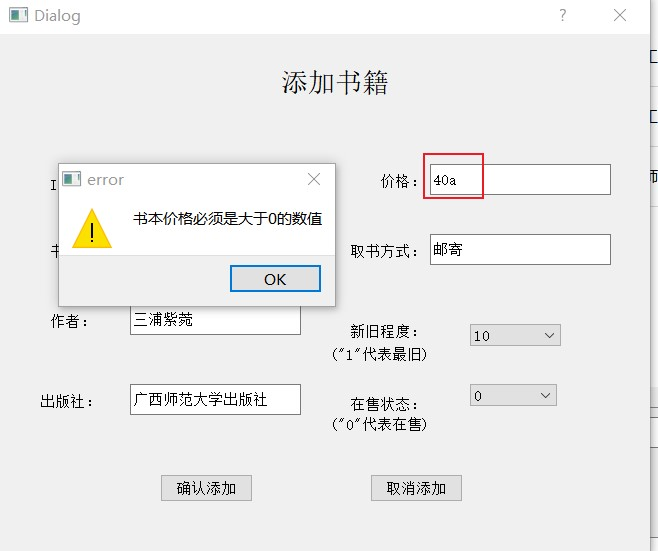 Dialog
添加书籍
error
价格：
40a
书本价格必须是大于0的数值
OK
取书方式：
邮寄
作者：
三浦紫苑
新旧程度：
10
("1"代表最旧)
出版社：
广西师范大学出版社
在售状态：
0
("0"代表在售)
确认添加
取消添加